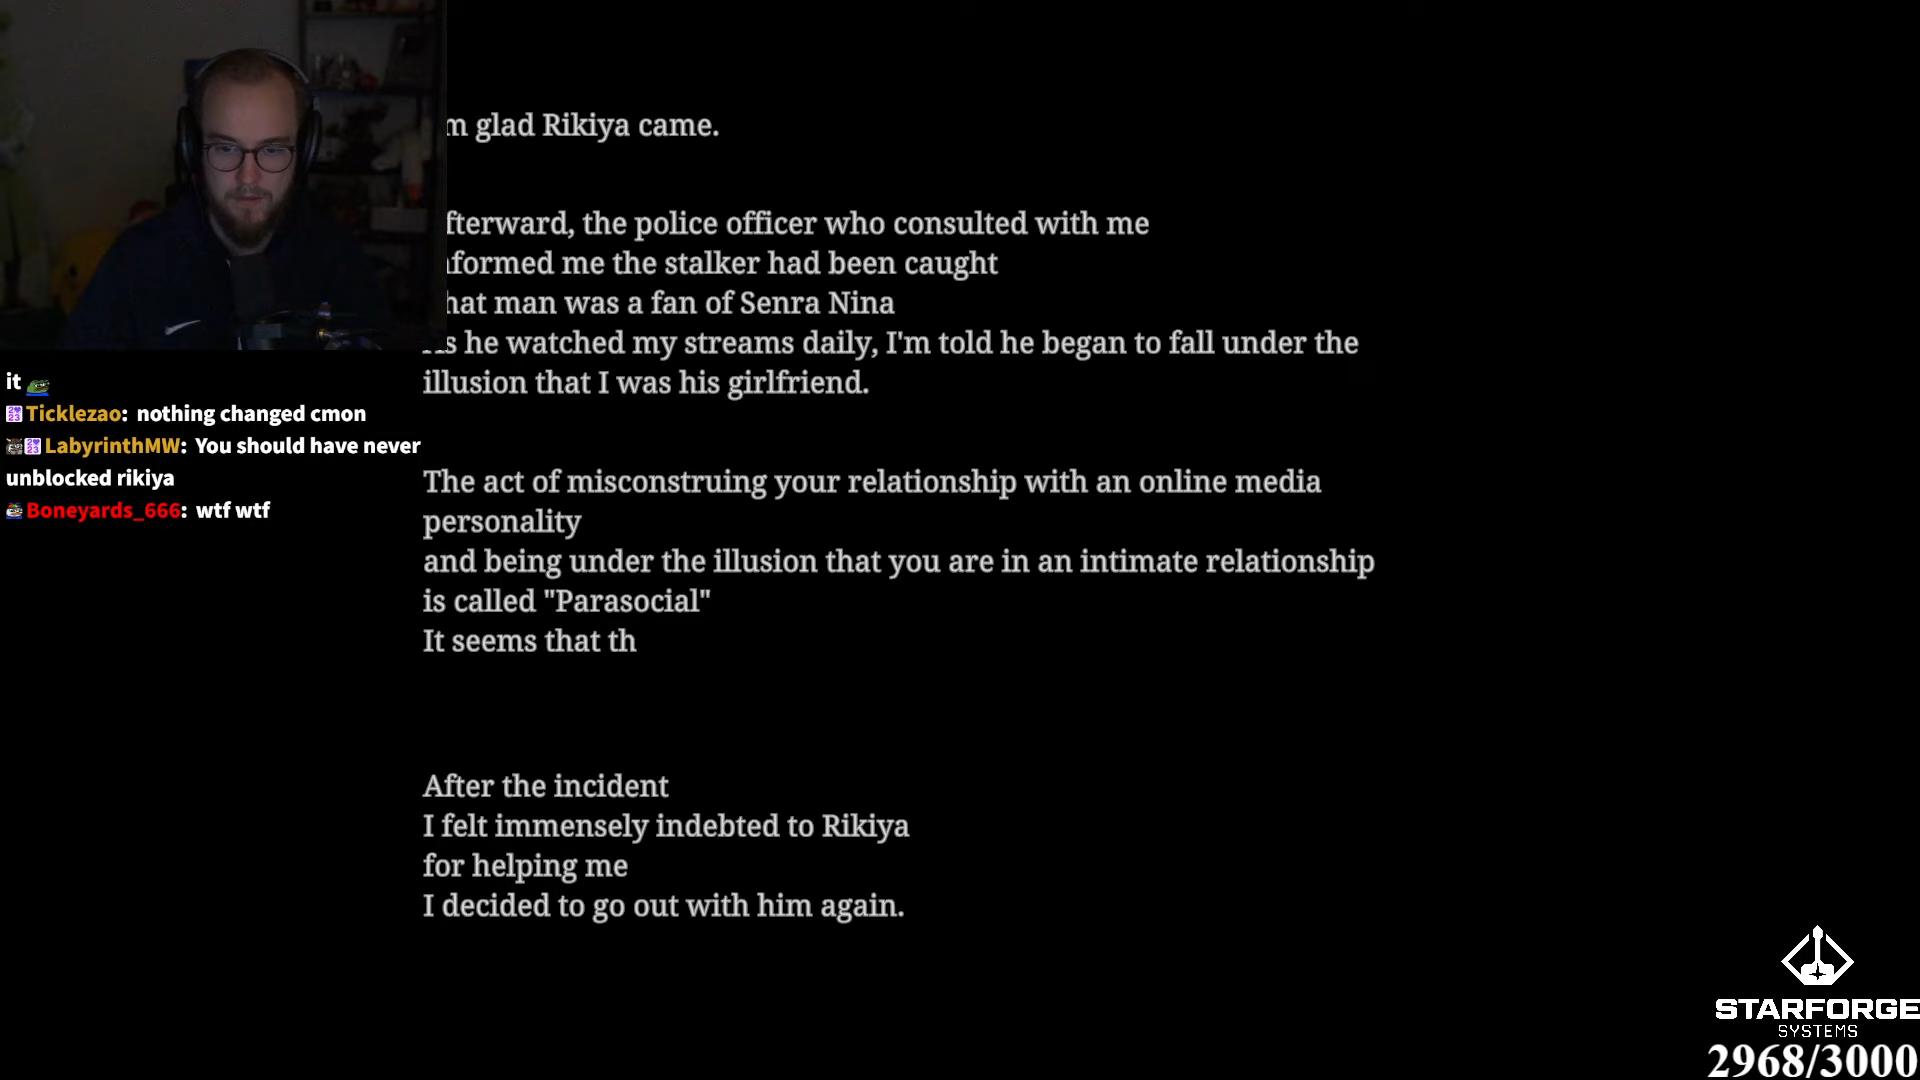 m glad Rikiya came.
fterward, the police officer who consulted with me
nformed me the stalker had been caught
hat man was a fan of Senra Nina
As he watched my streams daily, I'm told he began to fall under the
illusion that I was his girlfriend.
it
Ticklezao: nothing changed cmon
LabyrinthMW: You should have never
unblocked rikiya
Boneyards_666: wtf wtf
The act of misconstruing your relationship with an online media
personality
and being under the illusion that you are in an intimate relationship
is called "Parasocial"
It seems that th
After the incident
I felt immensely indebted to Rikiya
for helping me
I decided to go out with him again.
STARFORGE
SYSTEMS
2968/3000